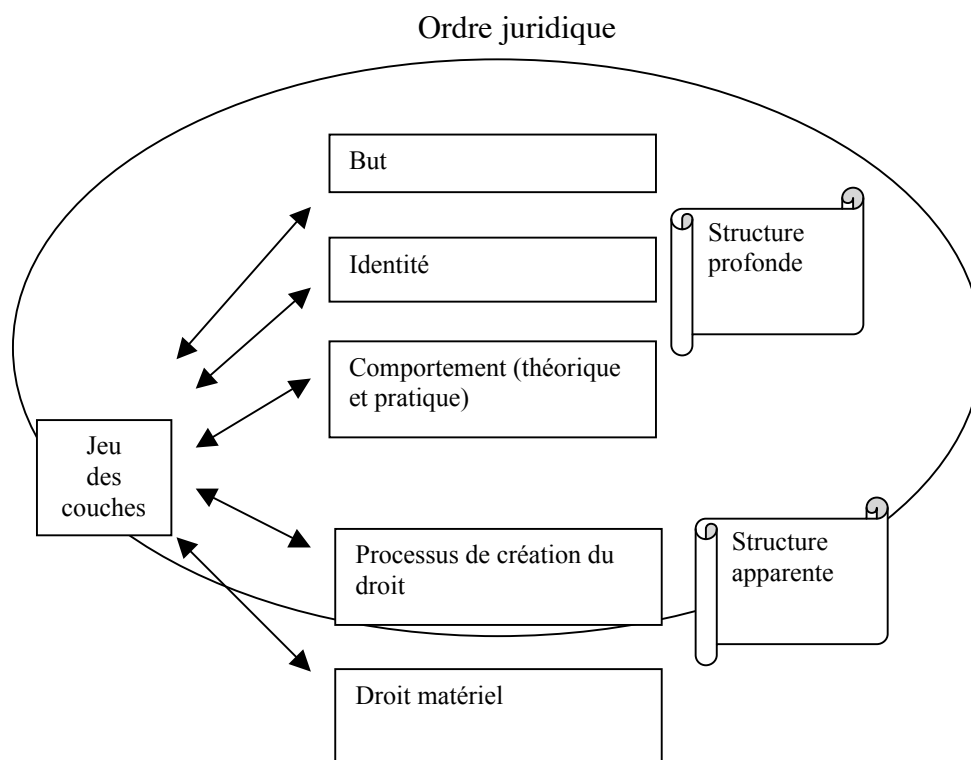 Ordre juridique
But
Identité
Structure
profonde
Comportement (théorique
et pratique)
Jeu
des
couches
Processus de création du
droit
Structure
apparente
Droit matériel